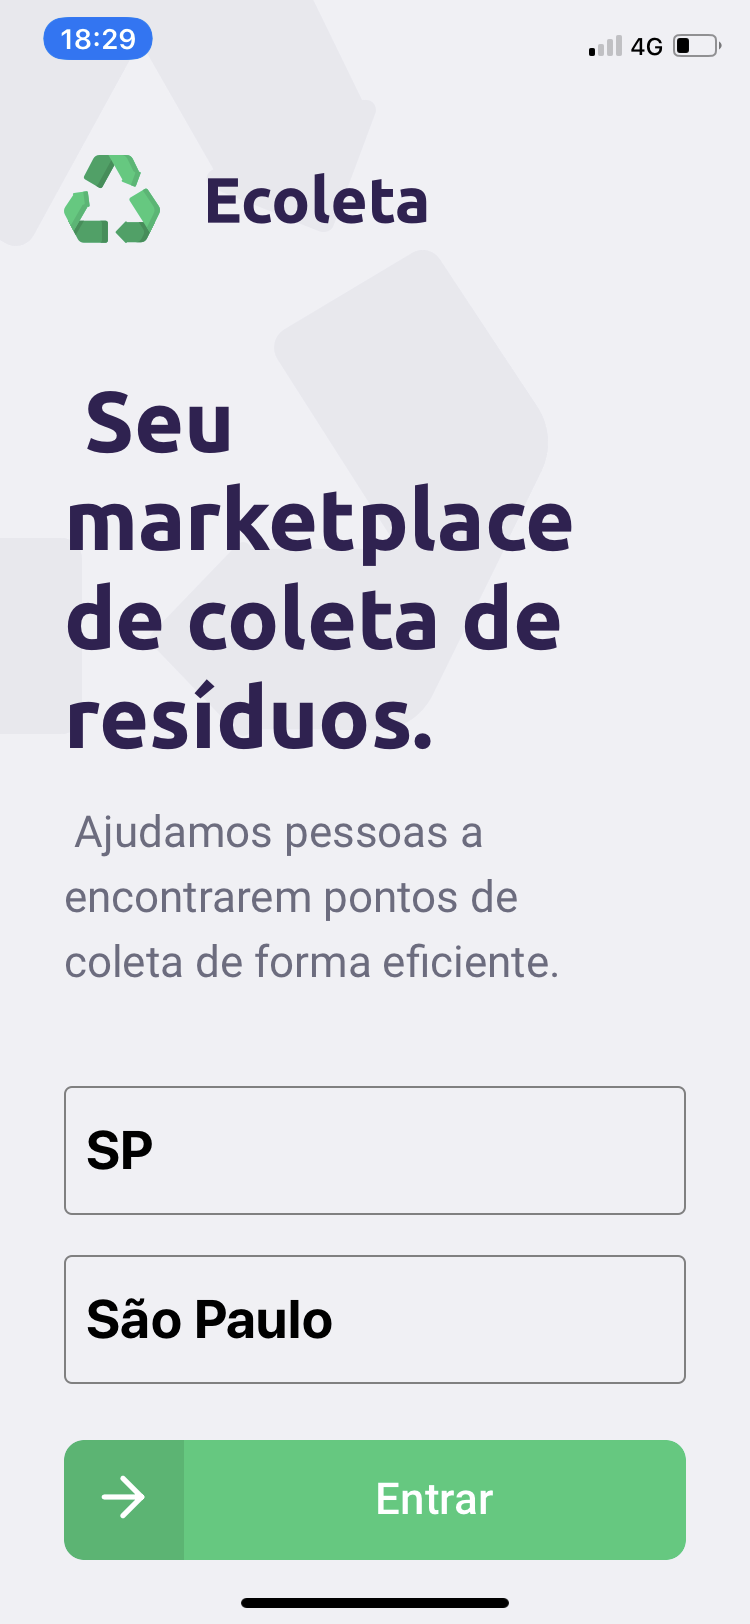 18:29
4G
Ecoleta
Seu
marketplace
de coleta de
resíduos.
Ajudamos pessoas a
encontrarem pontos de
coleta de forma eficiente.
SP
São Paulo
Entrar